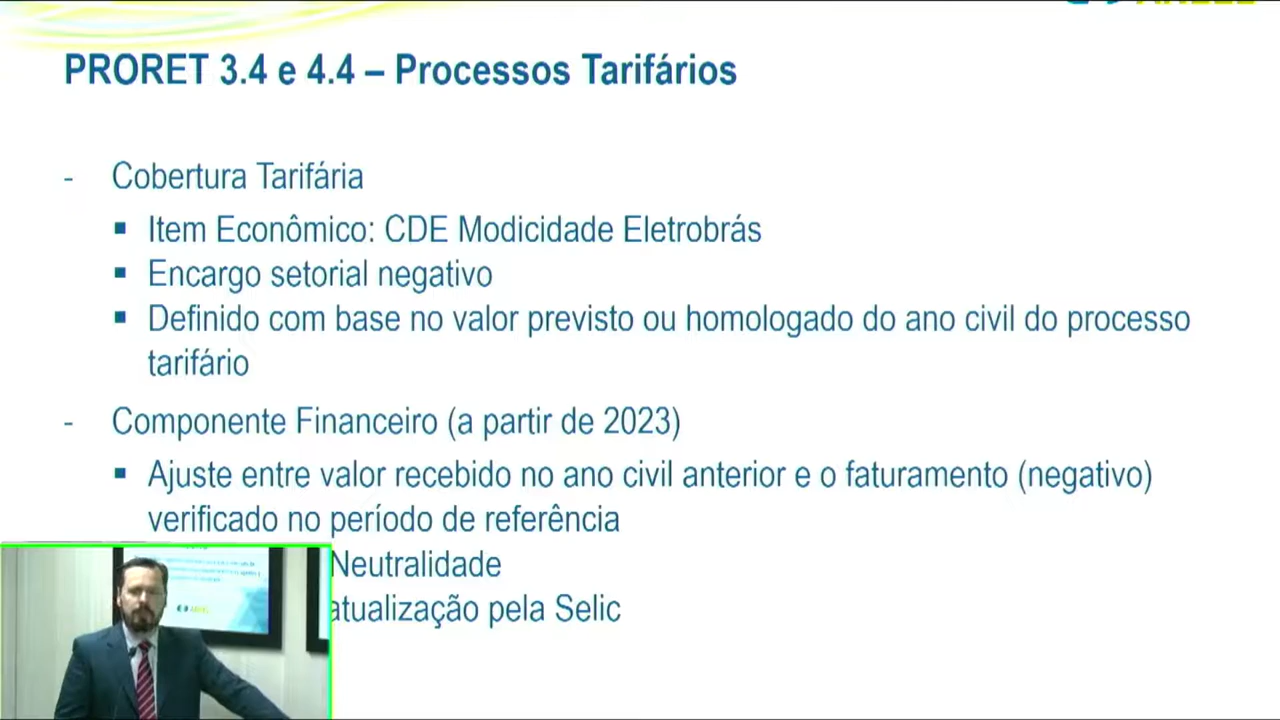 PRORET 3.4 e 4.4 – Processos Tarifários
- Cobertura Tarifária
▪ Item Econômico: CDE Modicidade Eletrobrás
▪ Encargo setorial negativo
▪ Definido com base no valor previsto ou homologado do ano civil do processo
tarifário
- Componente Financeiro (a partir de 2023)
▪ Ajuste entre valor recebido no ano civil anterior e o faturamento (negativo)
verificado no período de referência
Neutralidade
atualização pela Selic